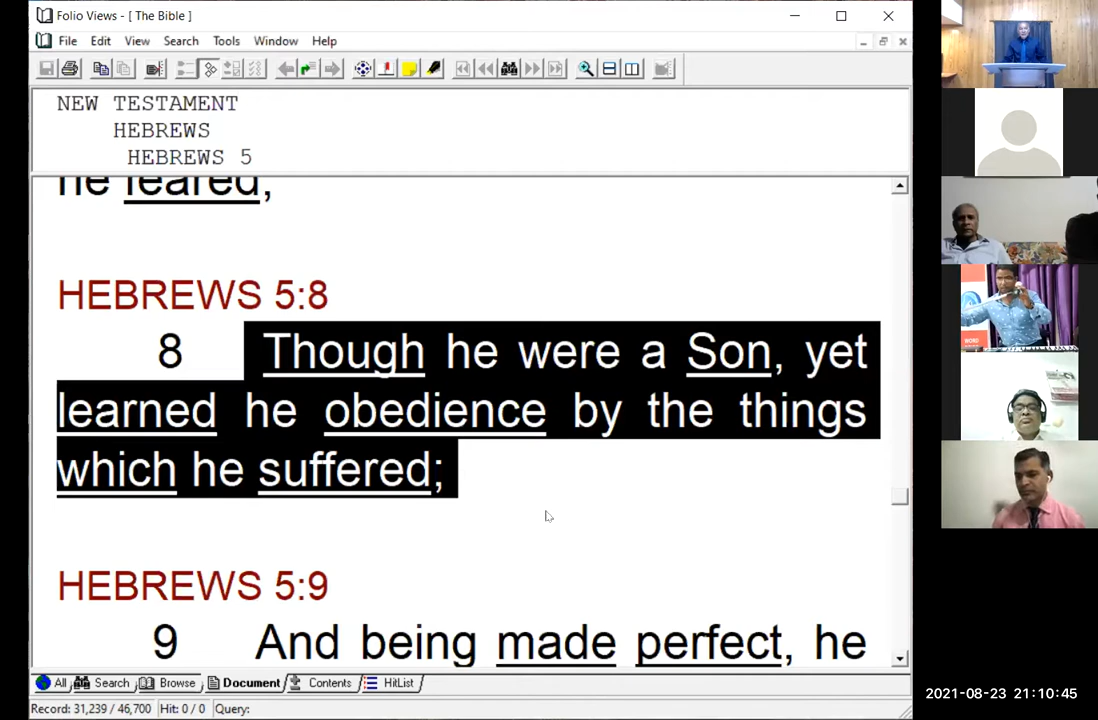 Folio Views - [ The Bible ]
File Edit View Search Tools Window Help
NEW TESTAMENT
HEBREWS
HEBREWS 5
he leared,
HEBREWS 5:8
8 Though he were a Son, yet
learned he obedience by the things
which he suffered;
HEBREWS 5:9
9 And being made perfect, he
All Search Browse Document Contents HitList
Record: 31,239 / 46,700 Hit: 0 / 0 Query:
WORD
2021-08-23 21:10:45